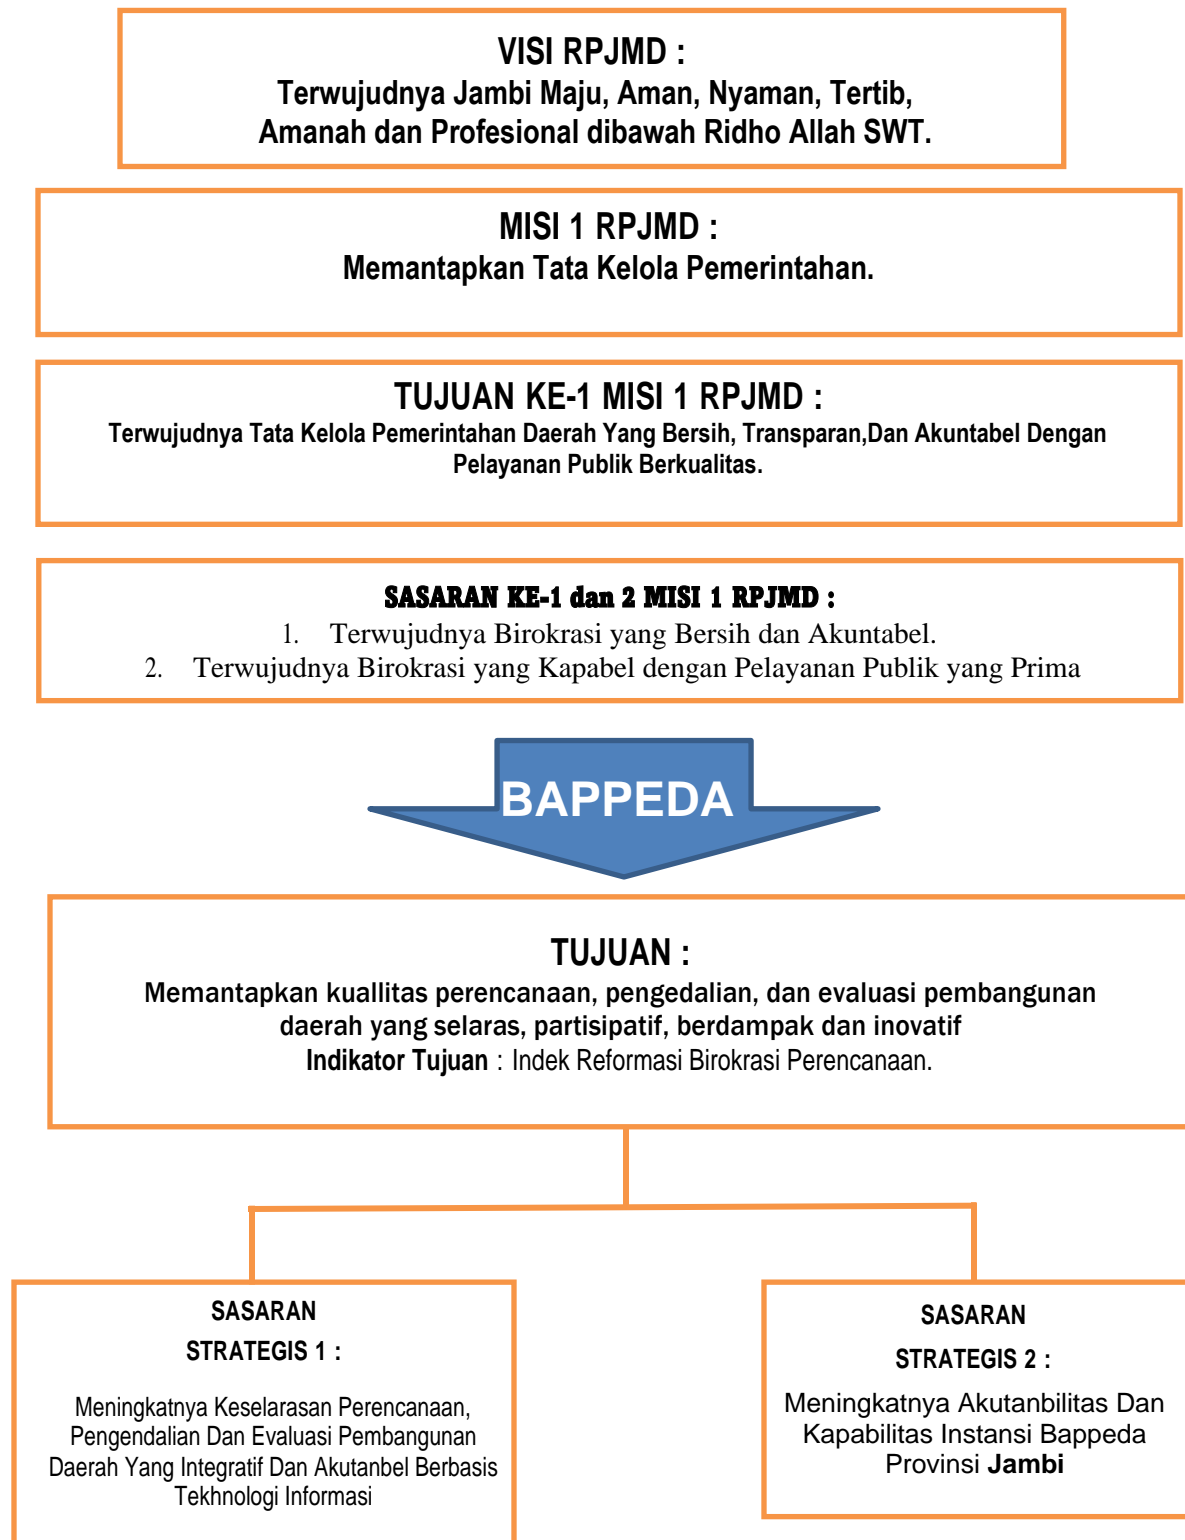 VISI RPJMD :
Terwujudnya Jambi Maju, Aman, Nyaman, Tertib,
Amanah dan Profesional dibawah Ridho Allah SWT.
MISI 1 RPJMD :
Memantapkan Tata Kelola Pemerintahan.
TUJUAN KE-1 MISI 1 RPJMD :
Terwujudnya Tata Kelola Pemerintahan Daerah Yang Bersih, Transparan,Dan Akuntabel Dengan
Pelayanan Publik Berkualitas.
SASARAN KE-1 dan 2 MISI 1 RPJMD :
1. Terwujudnya Birokrasi yang Bersih dan Akuntabel.
2. Terwujudnya Birokrasi yang Kapabel dengan Pelayanan Publik yang Prima
BAPPEDA
TUJUAN :
Memantapkan kuallitas perencanaan, pengedalian, dan evaluasi pembangunan
daerah yang selaras, partisipatif, berdampak dan inovatif
Indikator Tujuan : Indek Reformasi Birokrasi Perencanaan.
SASARAN
STRATEGIS 1 :
Meningkatnya Keselarasan Perencanaan,
Pengendalian Dan Evaluasi Pembangunan
Daerah Yang Integratif Dan Akutanbel Berbasis
Tekhnologi Informasi
SASARAN
STRATEGIS 2 :
Meningkatnya Akutanbilitas Dan
Kapabilitas Instansi Bappeda
Provinsi Jambi